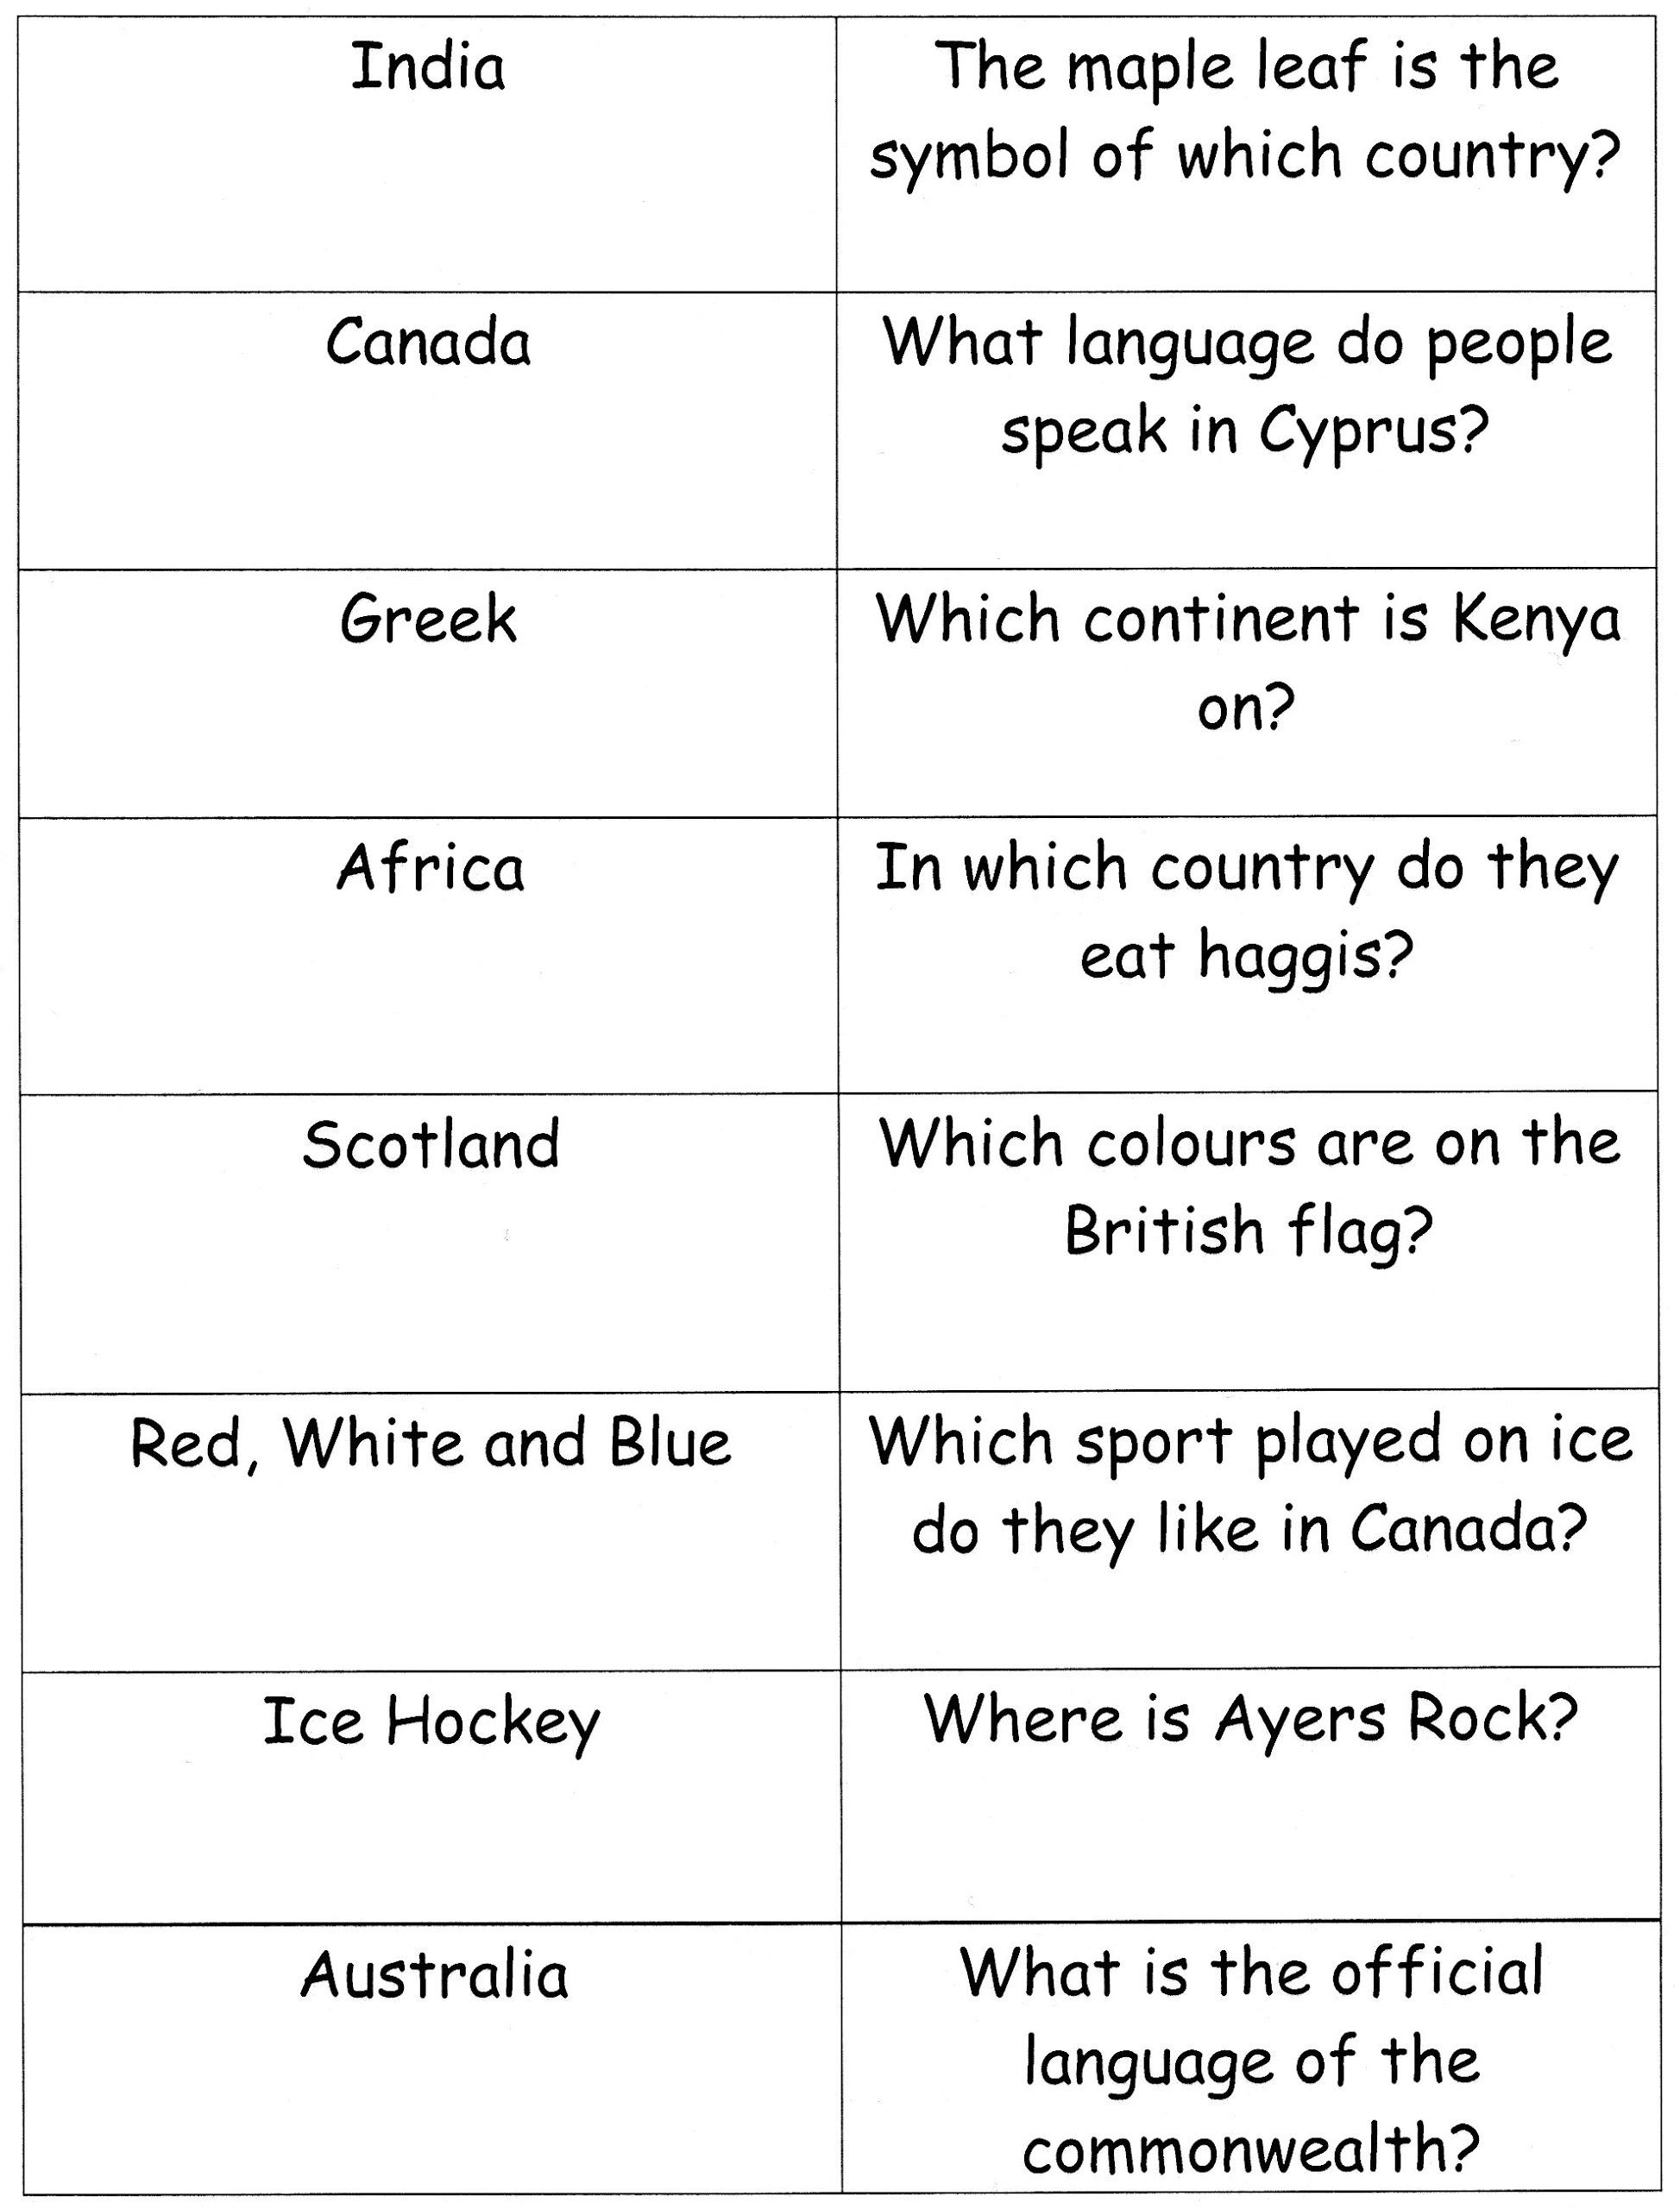 India
The maple leaf is the
symbol of which country?
Canada
What language do people
speak in Cyprus?
Greek
Which continent is Kenya
on?
Africa
In which country do they
eat haggis?
Scotland
Which colours are on the
British flag?
Red, White and Blue
Which sport played on ice
do they like in Canada?
Ice Hockey
Where is Ayers Rock?
Australia
What is the official
language of the
commonwealth?